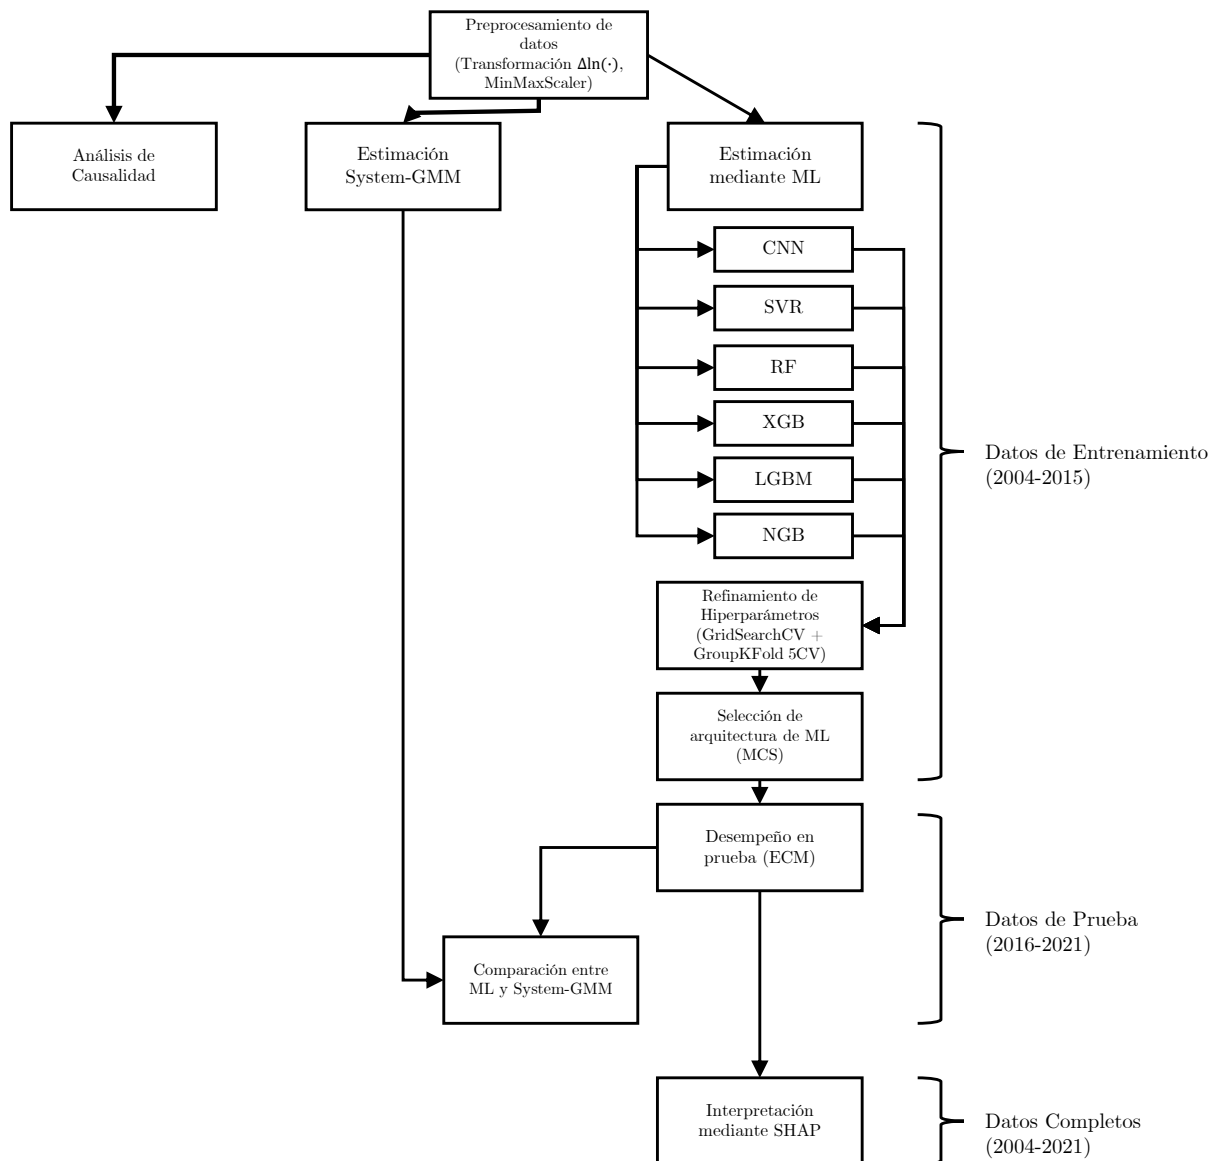 Preprocesamiento de
datos
(Transformación Δln(·),
MinMaxScaler)
Análisis de
Causalidad
Estimación
System-GMM
Estimación
mediante ML
CNN
SVR
RF
XGB
LGBM
NGB
Datos de Entrenamiento
(2004-2015)
Refinamiento de
Hiperparámetros
(GridSearchCV +
GroupKFold 5CV)
Selección de
arquitectura de ML
(MCS)
Desempeño en
prueba (ECM)
Datos de Prueba
(2016-2021)
Comparación entre
ML y System-GMM
Interpretación
mediante SHAP
Datos Completos
(2004-2021)